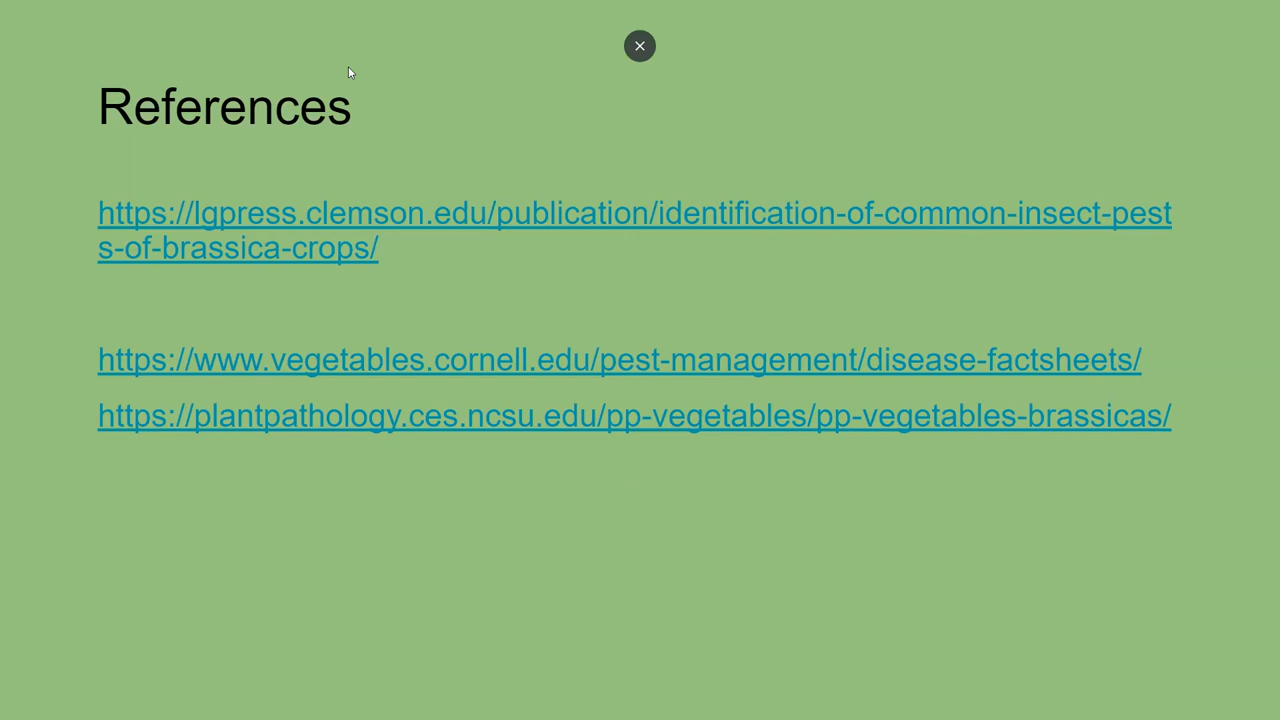 References
https://lgpress.clemson.edu/publication/identification-of-common-insect-pest
s-of-brassica-crops/
https://www.vegetables.cornell.edu/pest-management/disease-factsheets/
https://plantpathology.ces.ncsu.edu/pp-vegetables/pp-vegetables-brassicas/